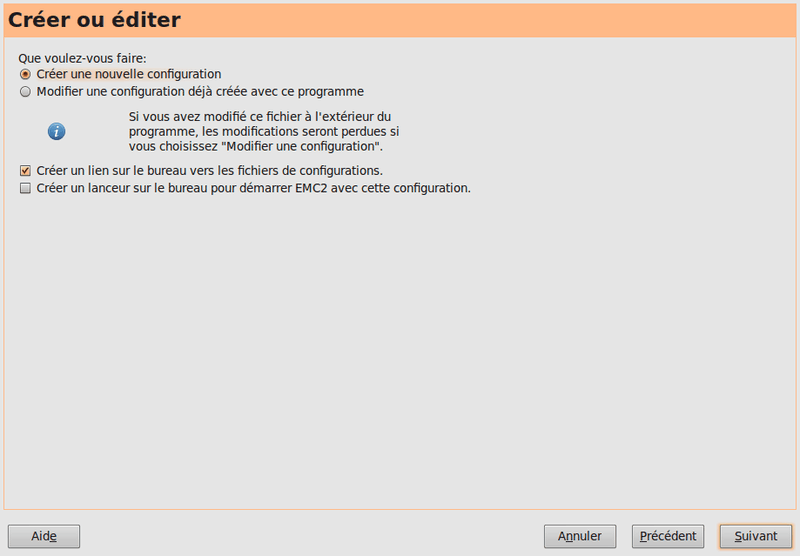 Créer ou éditer
Que voulez-vous faire:
Créer une nouvelle configuration
Modifier une configuration déjà créée avec ce programme
Si vous avez modifié ce fichier à l'extérieur du
programme, les modifications seront perdues si
vous choisissez "Modifier une configuration".
Créer un lien sur le bureau vers les fichiers de configurations.
Créer un lanceur sur le bureau pour démarrer EMC2 avec cette configuration.
Aide
Annuler
Précédent
Suivant